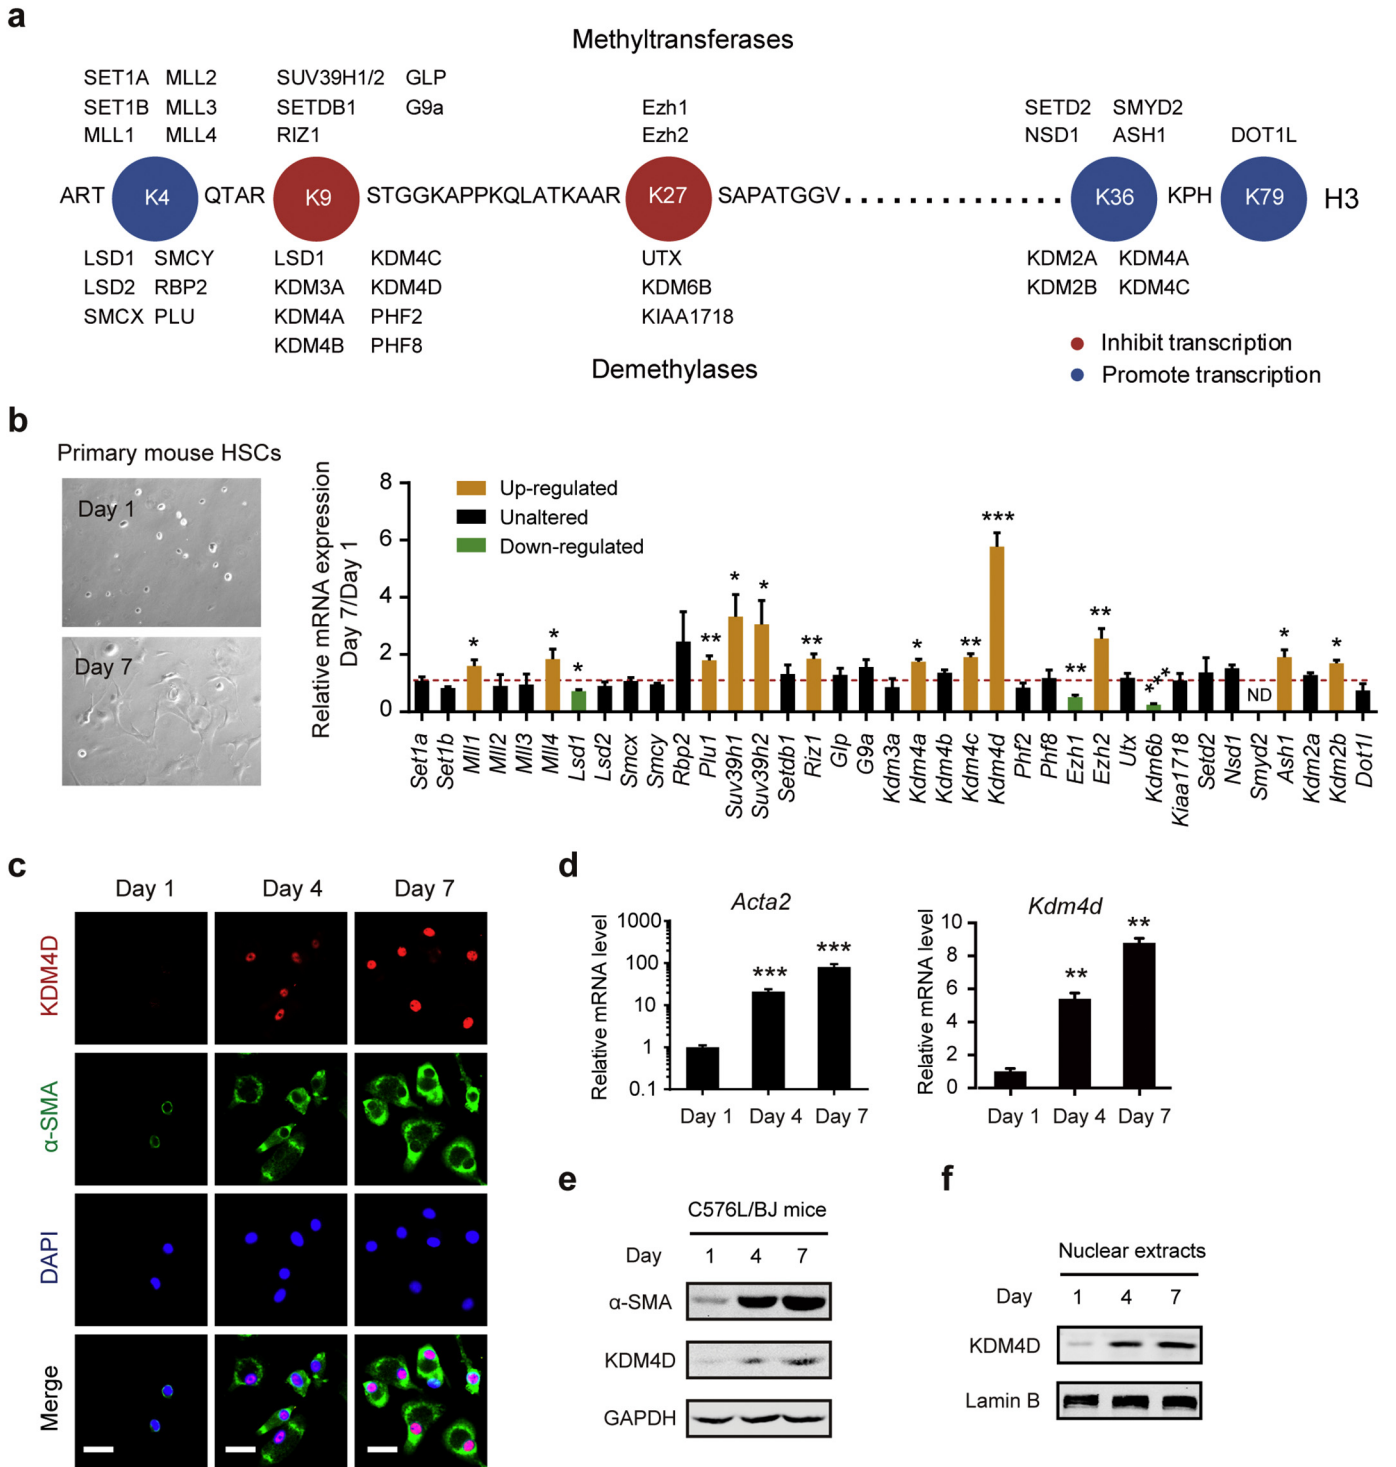 a
Methyltransferases
SET1A MLL2 SUV39H1/2 GLP Ezh1 SETD2 SMYD2
SET1B MLL3 SETDB1 G9a Ezh2 NSD1 ASH1 DOT1L
MLL1 MLL4 RIZ1
ART K4 QTAR K9 STGGKAPPKQLATKAAR K27 SAPATGGV.............. K36 KPH K79 H3
LSD1 SMCY LSD1 KDM4C UTX KDM2A KDM4A
LSD2 RBP2 KDM3A KDM4D KDM6B KDM2B KDM4C
SMCX PLU KDM4A PHF2 KIAA1718
KDM4B PHF8
Demethylases
Inhibit transcription
Promote transcription
b
Primary mouse HSCs
Day 1
Day 7
Relative mRNA expression
Day 7/Day 1
8
6
4
2
0
Up-regulated
Unaltered
Down-regulated
* * * ** * * ** * ** *** ** ** *** * *
ND
Set1a Set1b Mll1 Mll2 Mll3 Mll4 Lsd1 Lsd2 Smcx Smcy Rbp2 Plu1 Suv39h1 Suv39h2 Setdb1 Riz1 Glp G9a Kdm3a Kdm4a Kdm4b Kdm4c Kdm4d Phf2 Phf8 Ezh1 Ezh2 Utx Kdm6b Kiaa1718 Setd2 Nsd1 Smyd2 Ash1 Kdm2a Kdm2b Dot1l
c
Day 1 Day 4 Day 7
KDM4D
α-SMA
DAPI
Merge
d
Acta2
Relative mRNA level
1000
100
10
1
0.1
*** ***
Day 1 Day 4 Day 7
Kdm4d
Relative mRNA level
10
8
6
4
2
0
** **
Day 1 Day 4 Day 7
e
C576L/BJ mice
Day 1 4 7
α-SMA
KDM4D
GAPDH
f
Nuclear extracts
Day 1 4 7
KDM4D
Lamin B